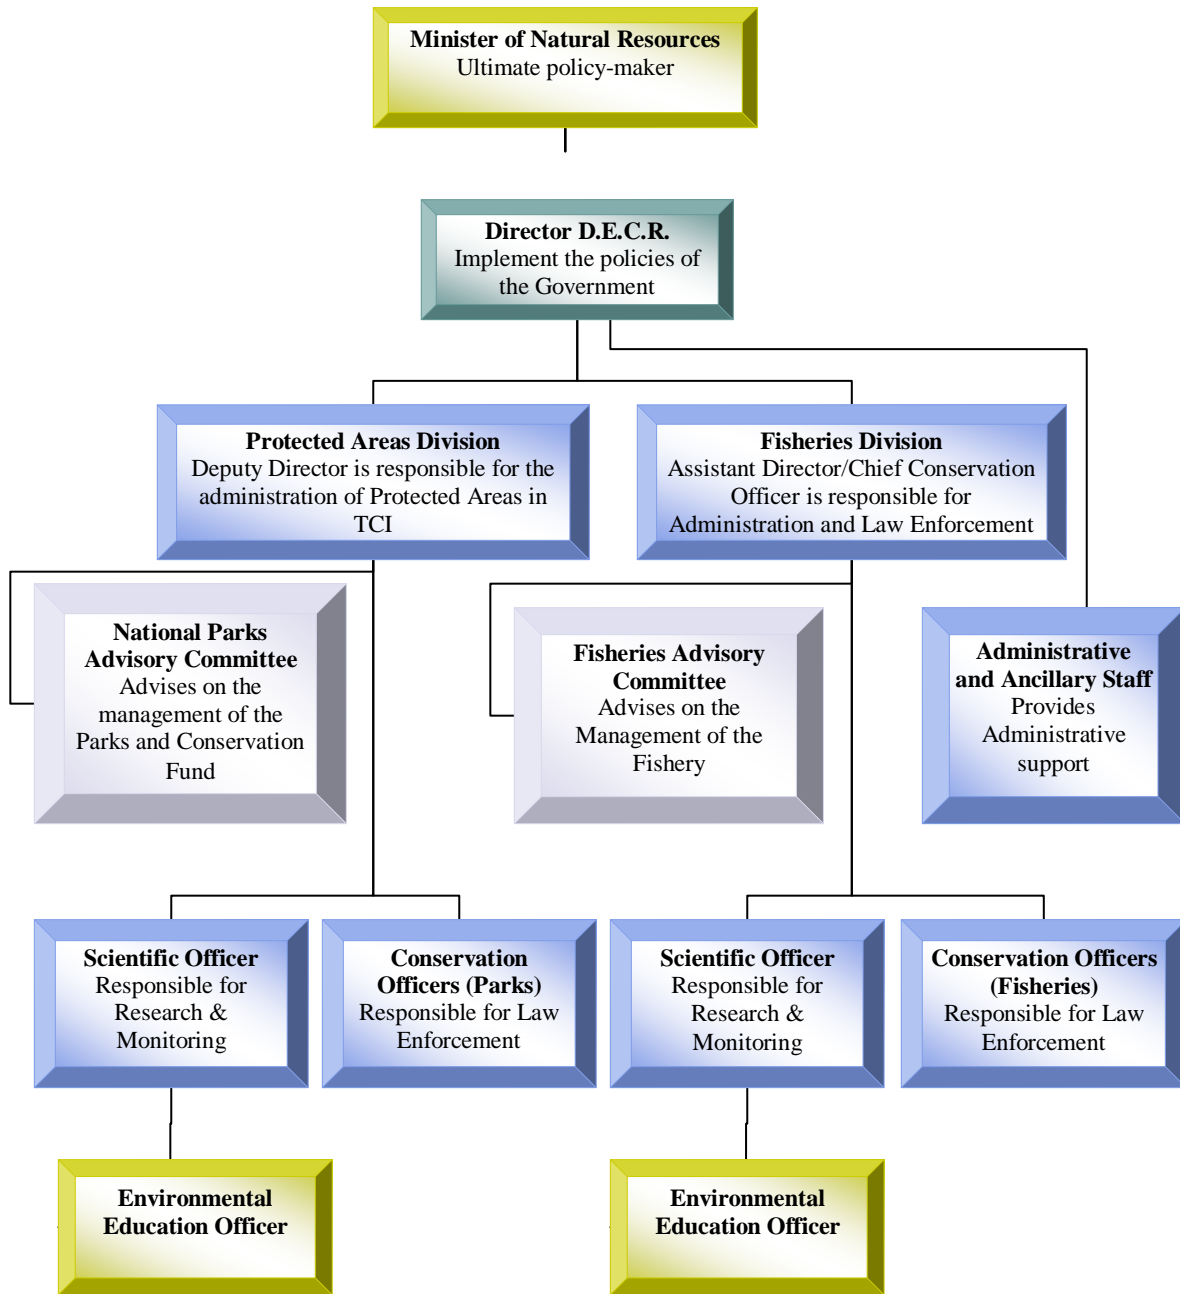 Minister of Natural Resources
Ultimate policy-maker
Director D.E.C.R.
Implement the policies of
the Government
Protected Areas Division
Deputy Director is responsible for the
administration of Protected Areas in
TCI
Fisheries Division
Assistant Director/Chief Conservation
Officer is responsible for
Administration and Law Enforcement
National Parks
Advisory Committee
Advises on the
management of the
Parks and Conservation
Fund
Fisheries Advisory
Committee
Advises on the
Management of the
Fishery
Administrative
and Ancillary Staff
Provides
Administrative
support
Scientific Officer
Responsible for
Research &
Monitoring
Conservation
Officers (Parks)
Responsible for Law
Enforcement
Scientific Officer
Responsible for
Research &
Monitoring
Conservation Officers
(Fisheries)
Responsible for Law
Enforcement
Environmental
Education Officer
Environmental
Education Officer